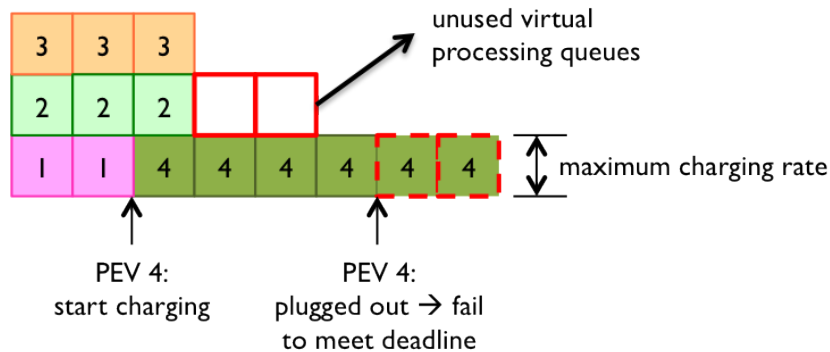 unused virtual
processing queues
3 3 3
2 2 2
1 1 4 4 4 4 4 4
maximum charging rate
PEV 4:
start charging
PEV 4:
plugged out → fail
to meet deadline